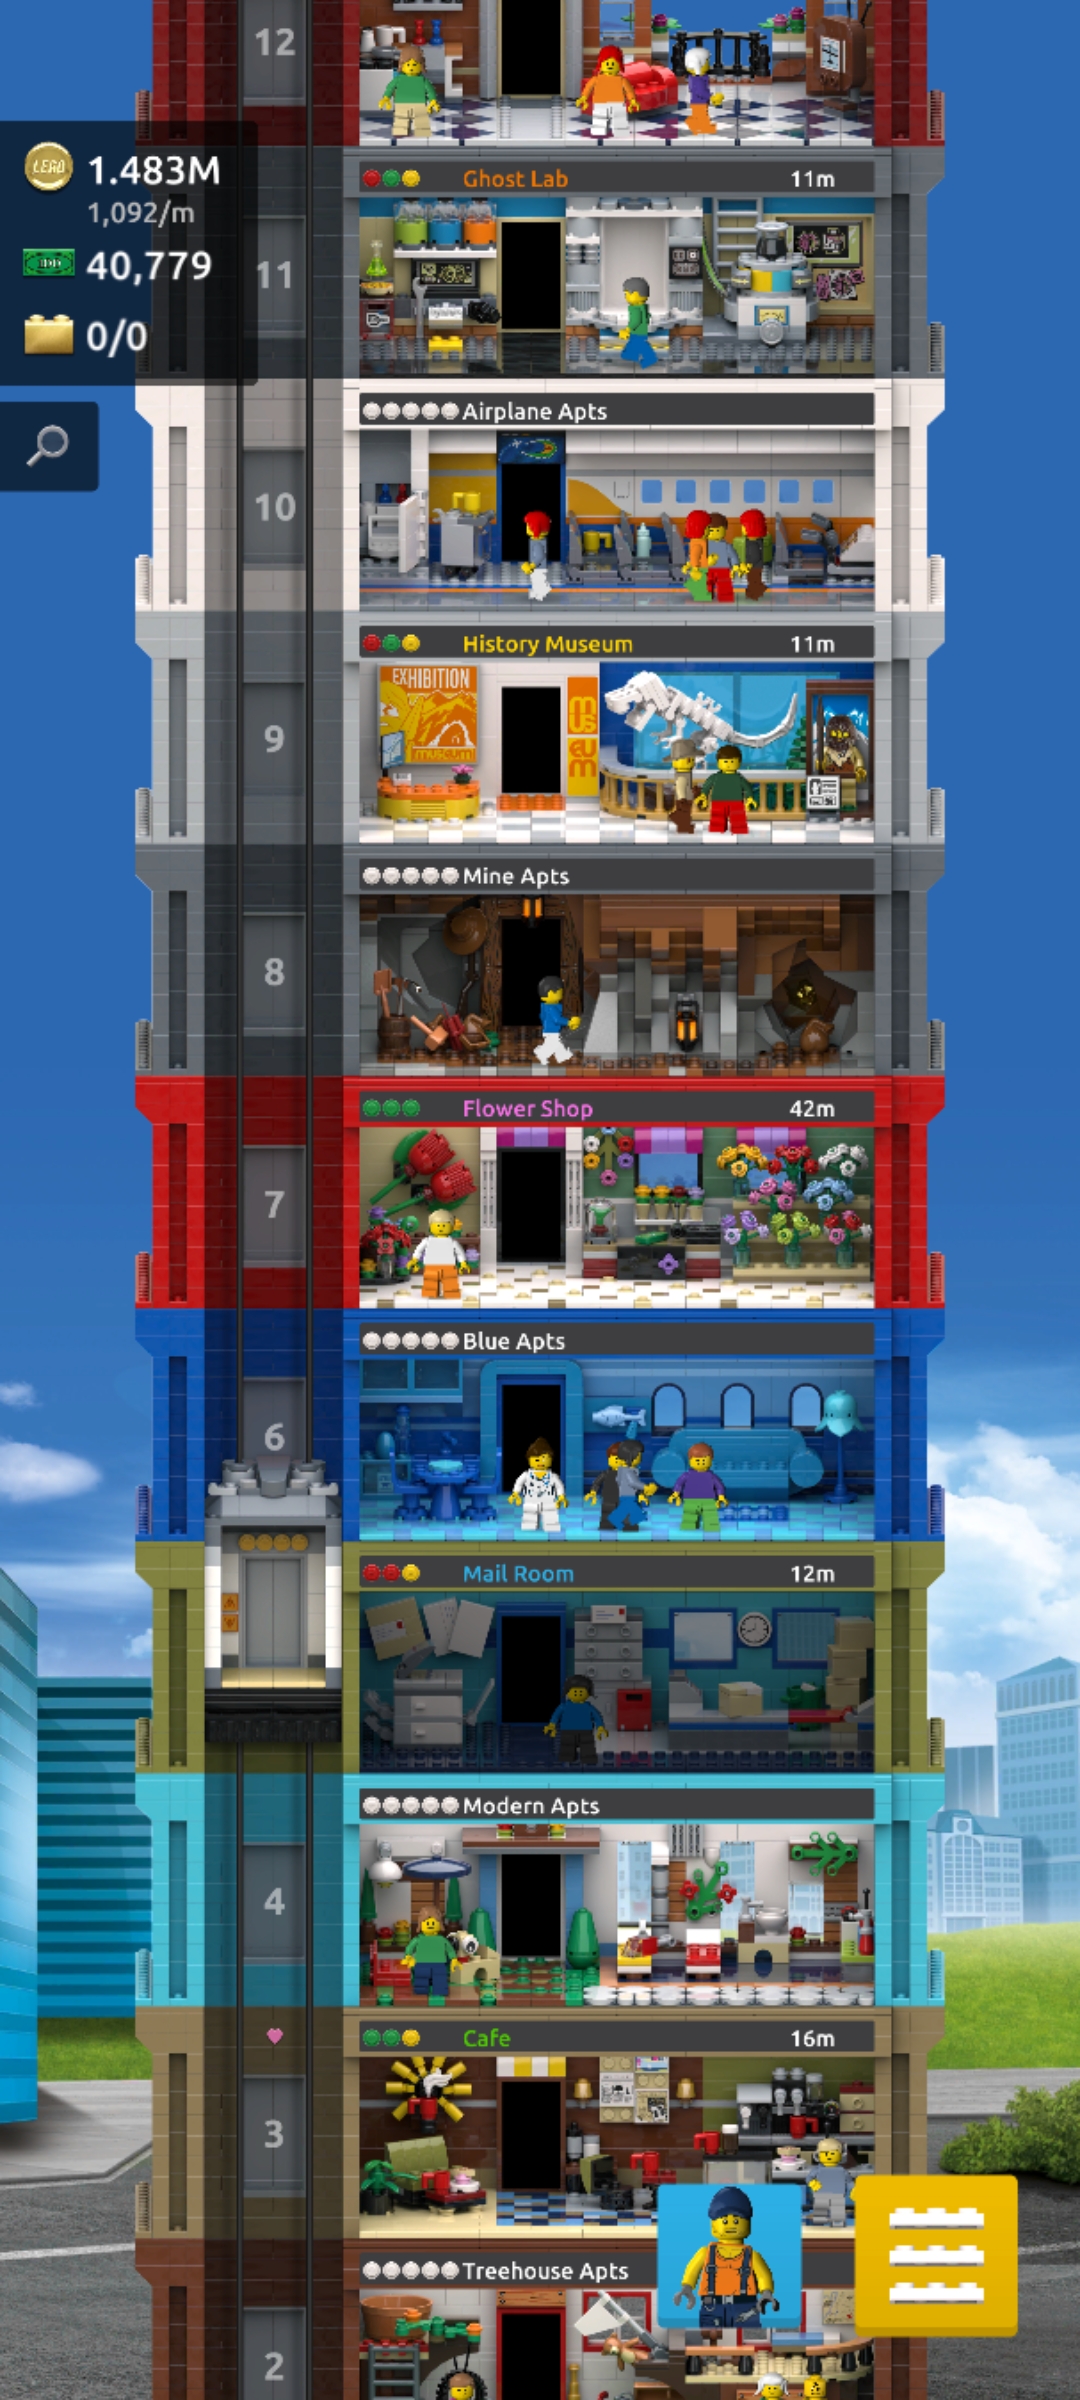 12
LEGO
1.483M
1,092/m
40,779
0/0
Ghost Lab 11m
11
Airplane Apts
10
History Museum 11m
EXHIBITION
museum
mus
eum
9
Mine Apts
8
Flower Shop 42m
7
Blue Apts
6
Mail Room 12m
Modern Apts
4
Cafe 16m
3
Treehouse Apts
2